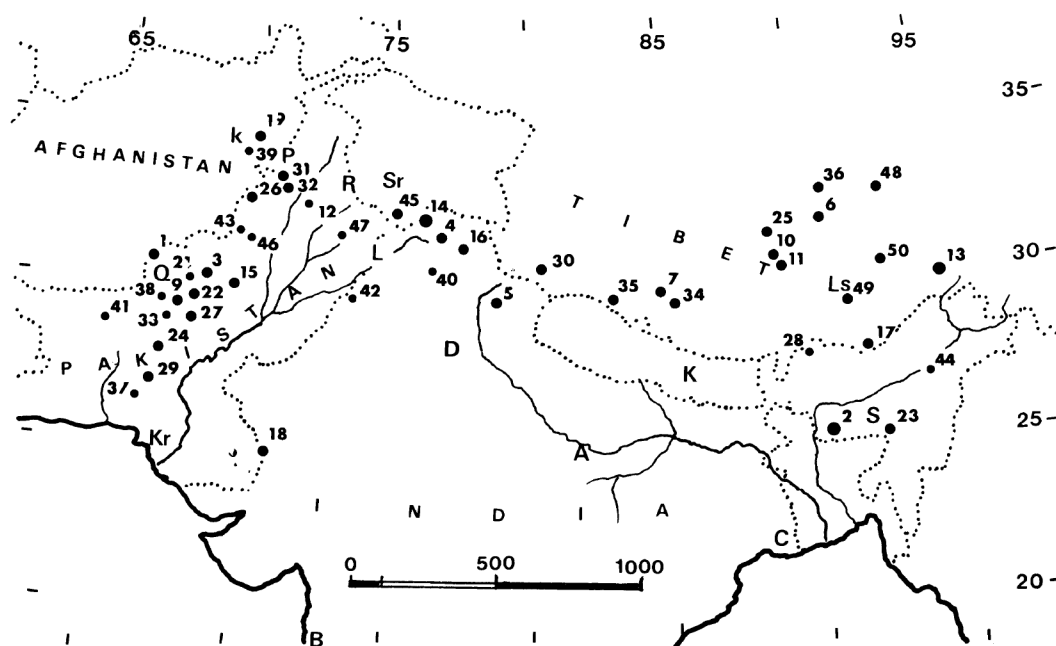 65 75 85 95
35
19
k
39
AFGHANISTAN
P
31
26 32
R Sr
36 48
12
45 14
TIBET
6
43
47
4
25
46
16
L
10
50 13
1
30
11
21 3
Q
15
40
Ls 49
38 9 22
7
35 34
5
42
41
33 27
17
28
24
D
44
PAKISTAN
K
29
37
2 S 23
25
Kr
18
A
INDIA
C
0 500 1000
20
B
30